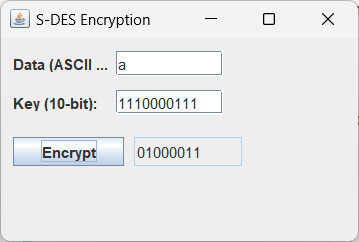 S-DES Encryption
Data (ASCII ... a
Key (10-bit): 1110000111
Encrypt 01000011